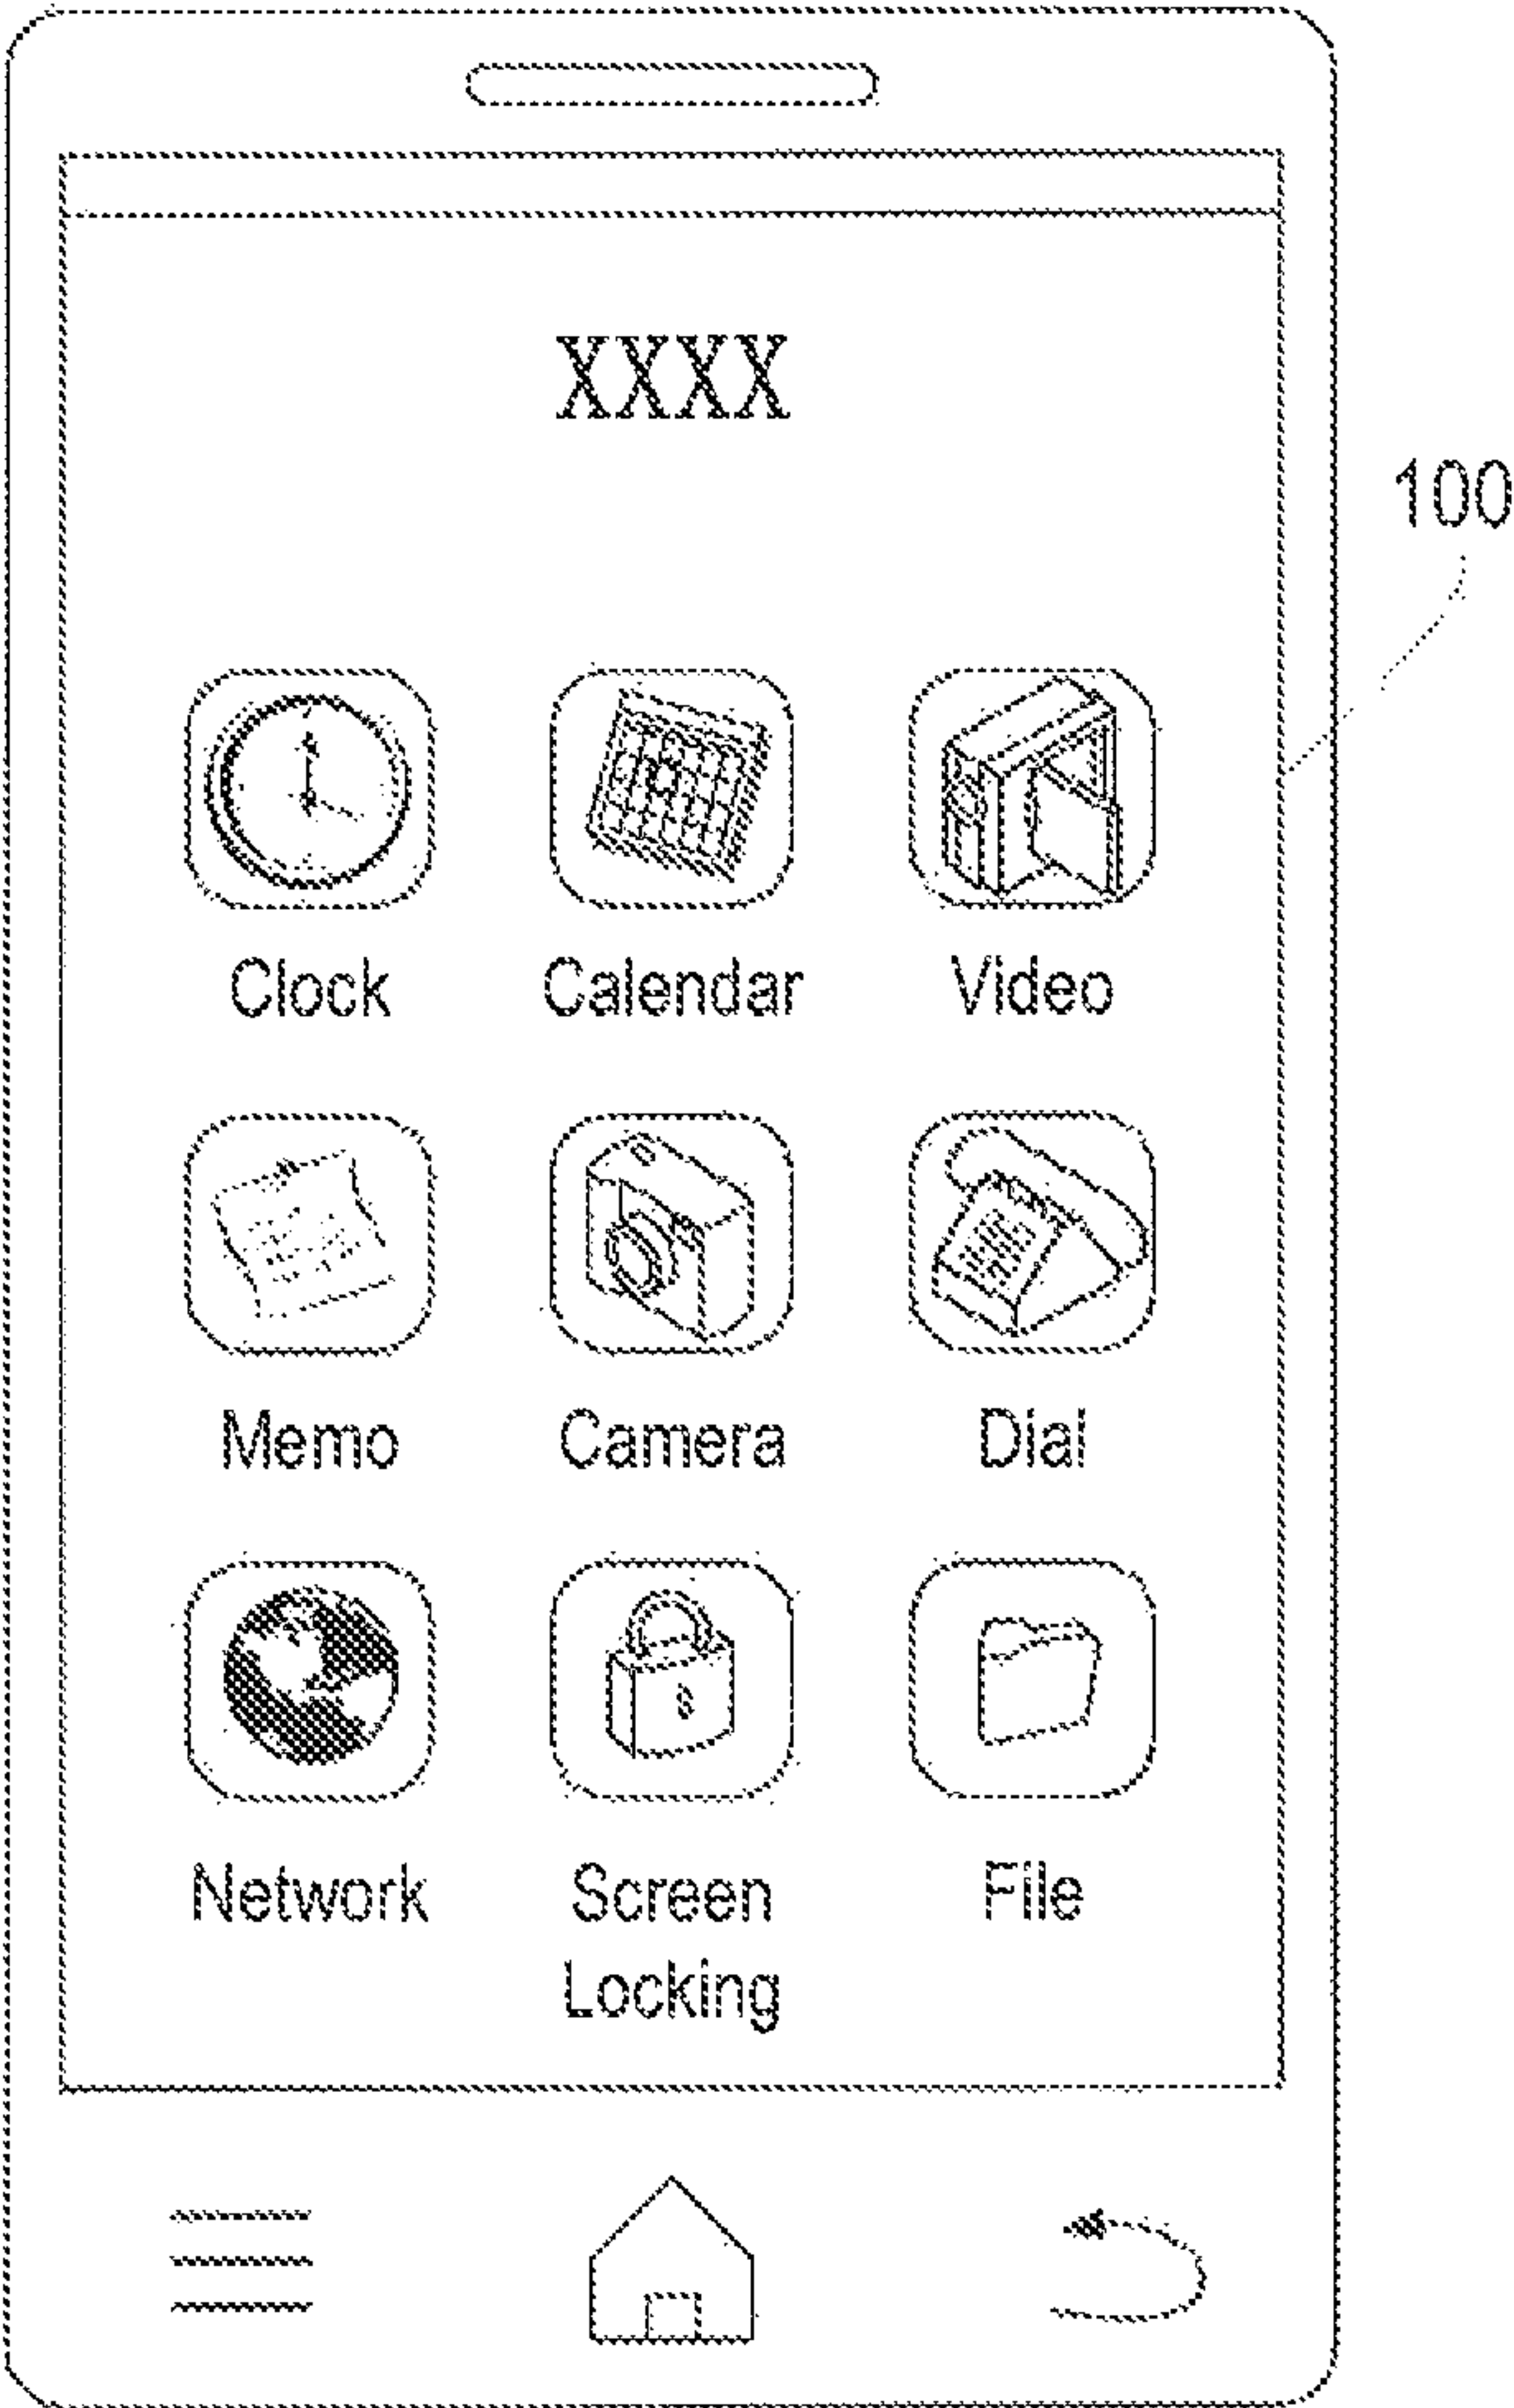 XXXX
100
Clock Calendar Video
Memo Camera Dial
Network Screen Locking File